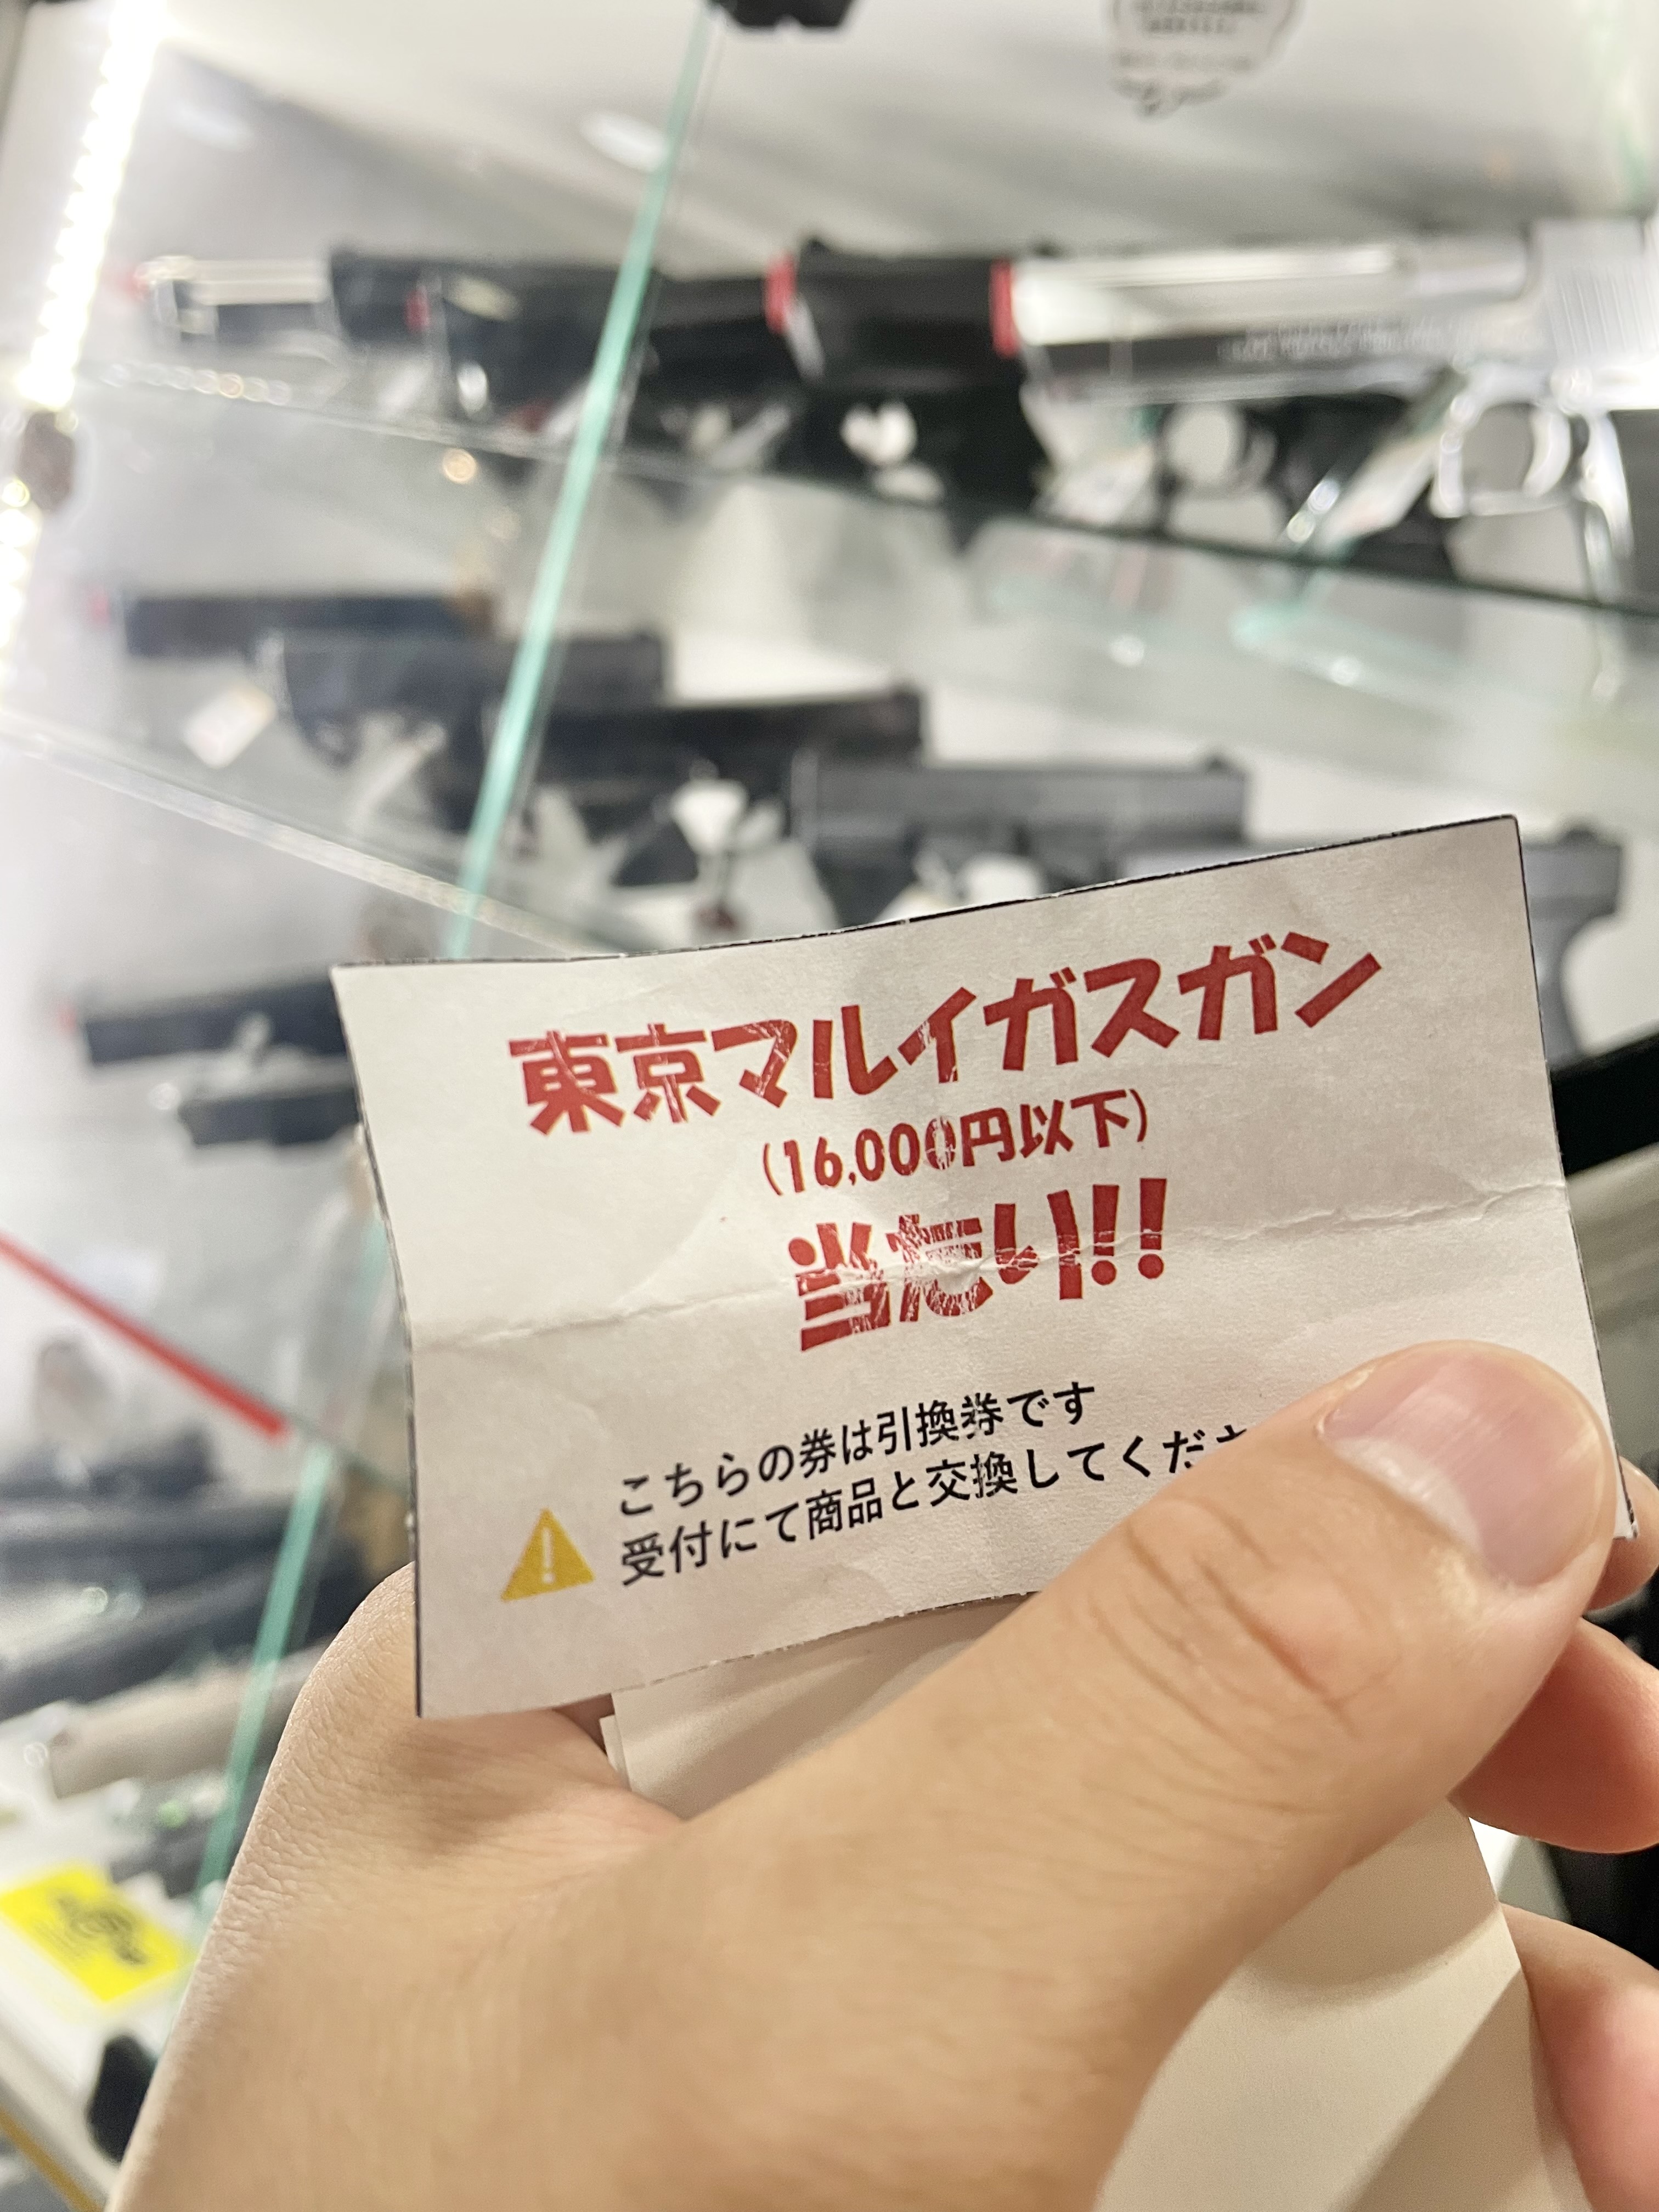 東京マルイガスガン
(16,000円以下)
当たり!!
こちらの券は引換券です
受付にて商品と交換してくださ